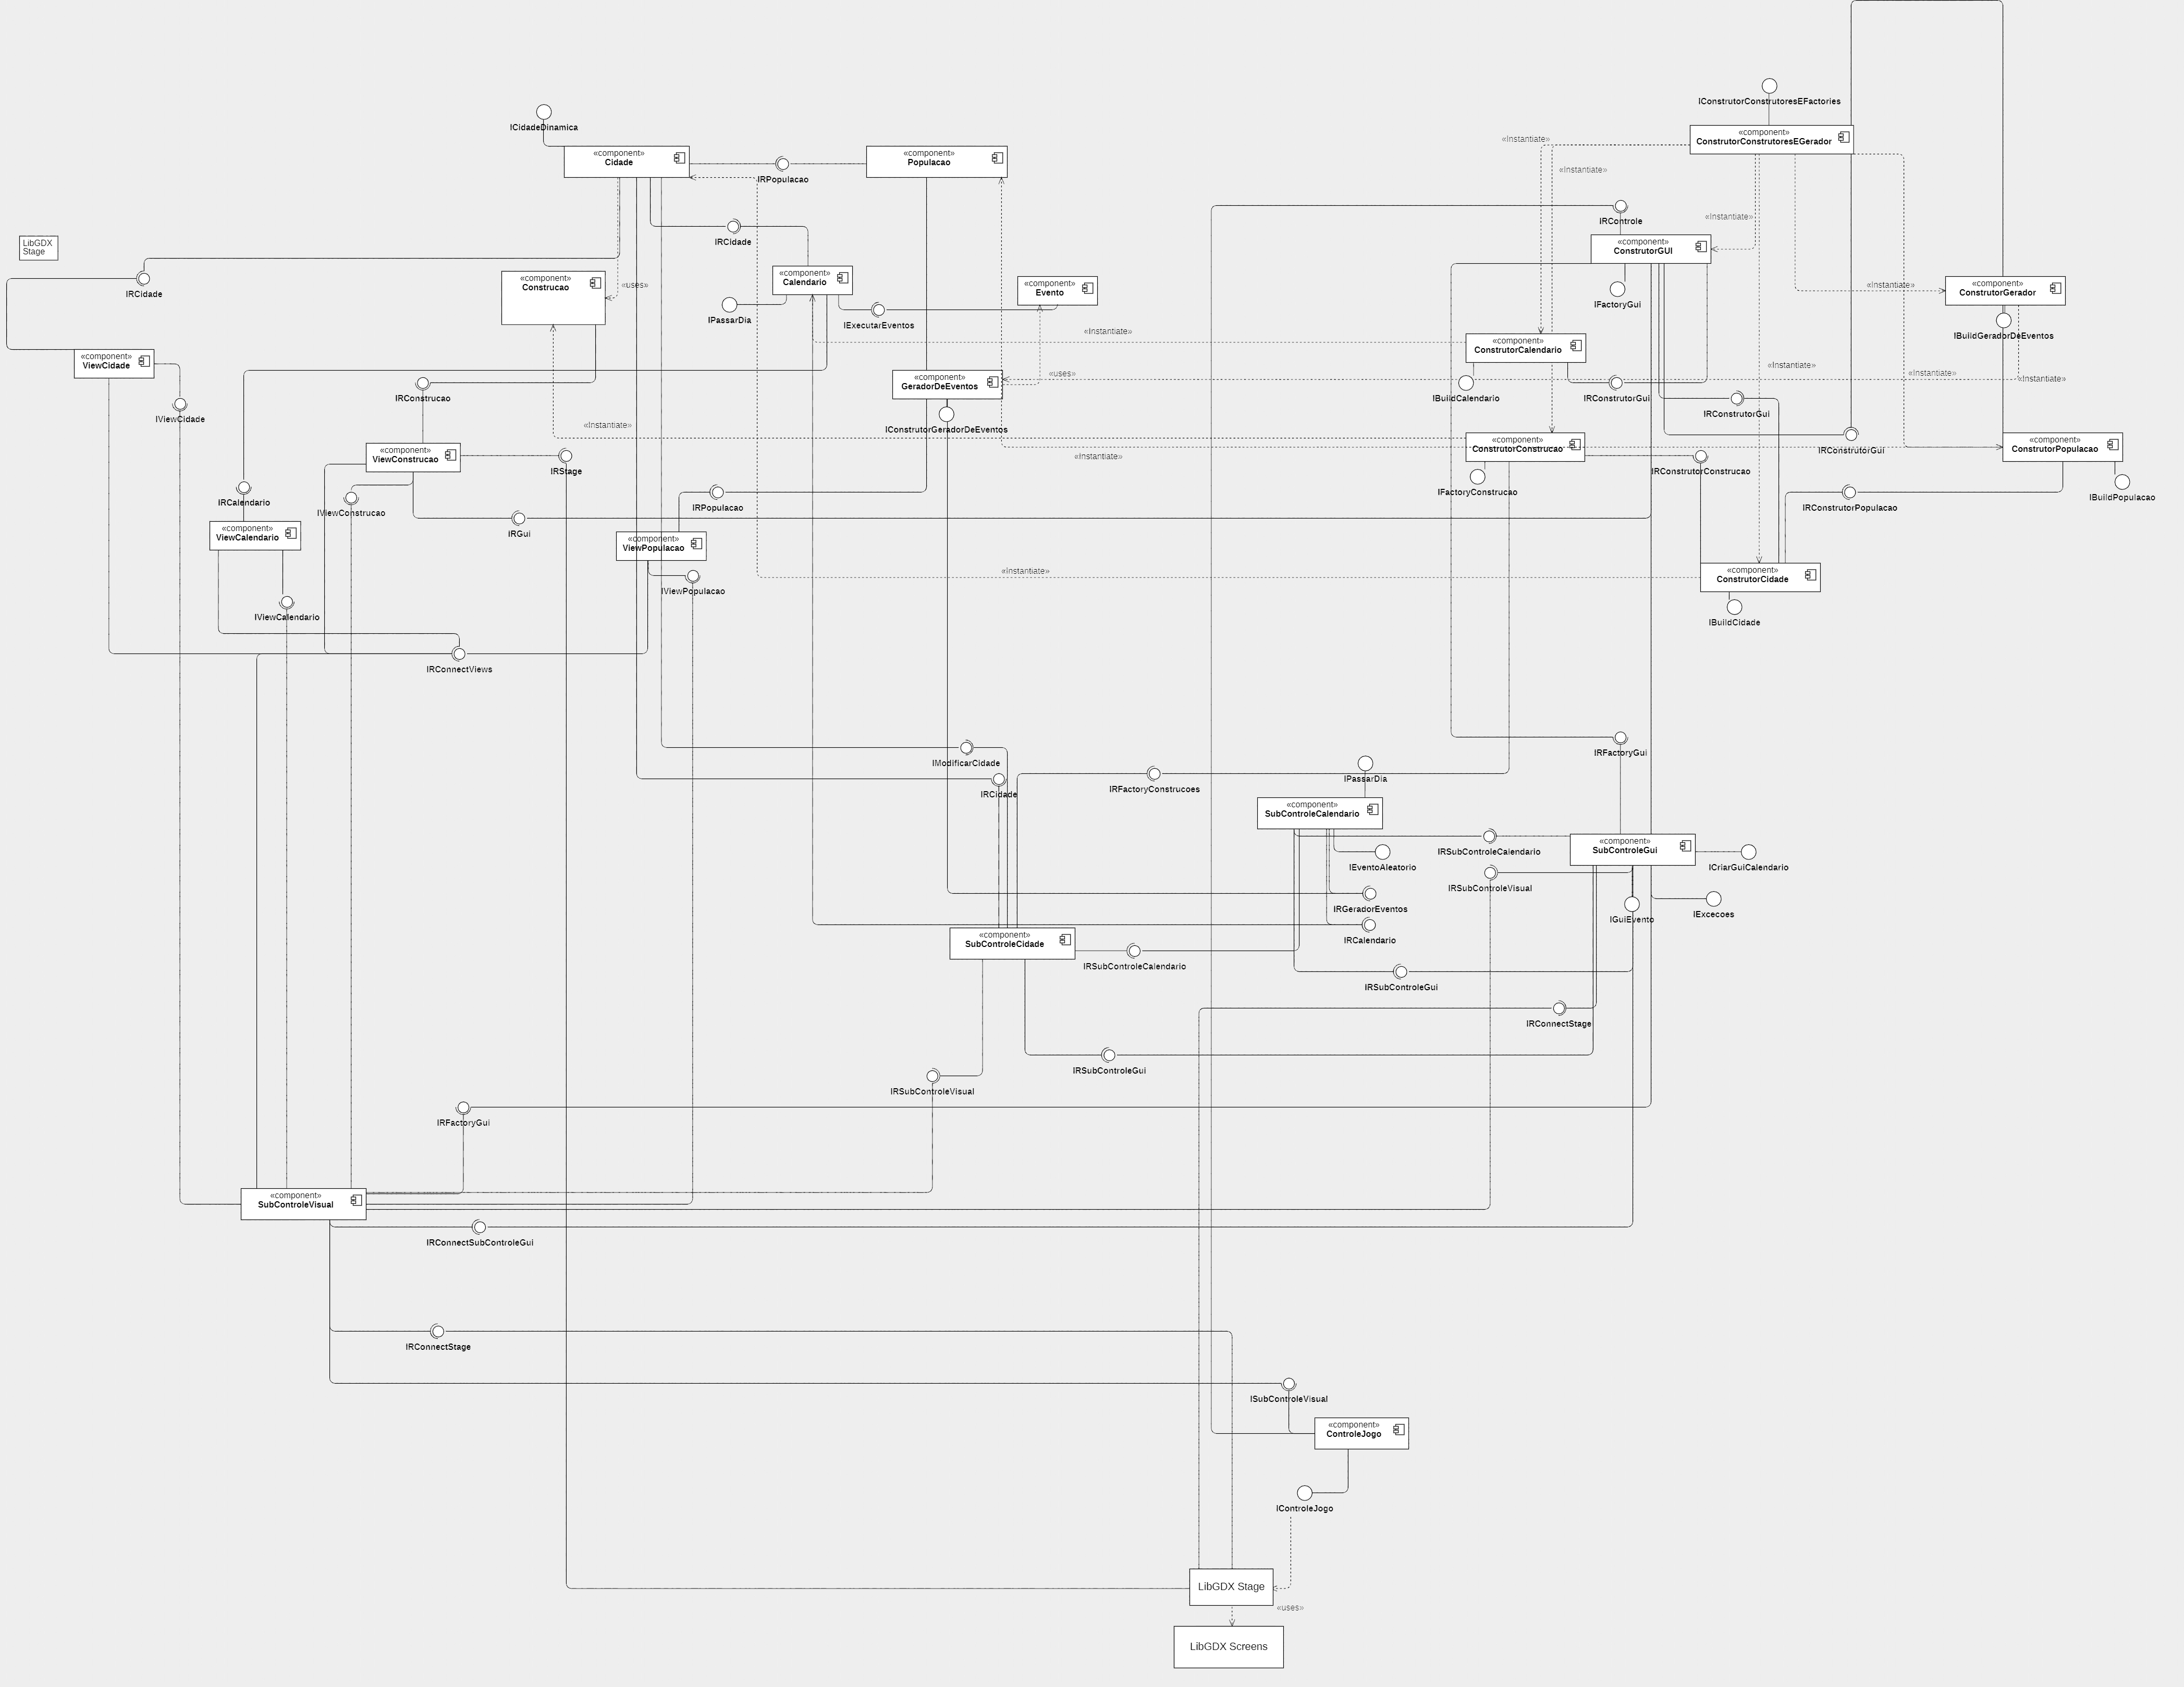 IConstrutorConstrutoresEFactories
ICidadeDinamica
«component»
ConstrutorConstrutoresEGerador
«Instantiate»
«component»
Cidade
«component»
Populacao
IRPopulacao
«Instantiate»
«Instantiate»
IRControle
LibGDX
Stage
IRCidade
«component»
ConstrutorGUI
IRCidade
«component»
Construcao
«uses»
«component»
Calendario
«component»
Evento
«component»
ConstrutorGerador
«Instantiate»
IFactoryGui
IPassarDia
IExecutarEventos
«Instantiate»
IBuildGeradorDeEventos
«component»
ViewCidade
«component»
ConstrutorCalendario
«Instantiate»
«component»
GeradorDeEventos
«uses»
«Instantiate»
«Instantiate»
IRConstrucao
IBuildCalendario
IRConstrutorGui
IRConstrutorGui
IViewCidade
«Instantiate»
IConstrutorGeradorDeEventos
«component»
ViewConstrucao
«component»
ConstrutorConstrucao
«component»
ConstrutorPopulacao
IRConstrutorGui
«Instantiate»
IRStage
IRConstrutorConstrucao
IFactoryConstrucao
IBuildPopulacao
IRCalendario
IViewConstrucao
IRPopulacao
IRConstrutorPopulacao
«component»
ViewCalendario
IRGui
«component»
ViewPopulacao
«Instantiate»
«component»
ConstrutorCidade
IViewPopulacao
IViewCalendario
IBuildCidade
IRConnectViews
IRFactoryGui
IModificarCidade
IPassarDia
IRCidade
IRFactoryConstrucoes
«component»
SubControleCalendario
IRSubControleCalendario
«component»
SubControleGui
IEventoAleatorio
ICriarGuiCalendario
IRSubControleVisual
IRGeradorEventos
IGuiEvento
IExcecoes
«component»
SubControleCidade
IRCalendario
IRSubControleCalendario
IRSubControleGui
IRConnectStage
IRSubControleGui
IRSubControleVisual
IRFactoryGui
«component»
SubControleVisual
IRConnectSubControleGui
IRConnectStage
ISubControleVisual
«component»
ControleJogo
IControleJogo
LibGDX Stage
«uses»
LibGDX Screens